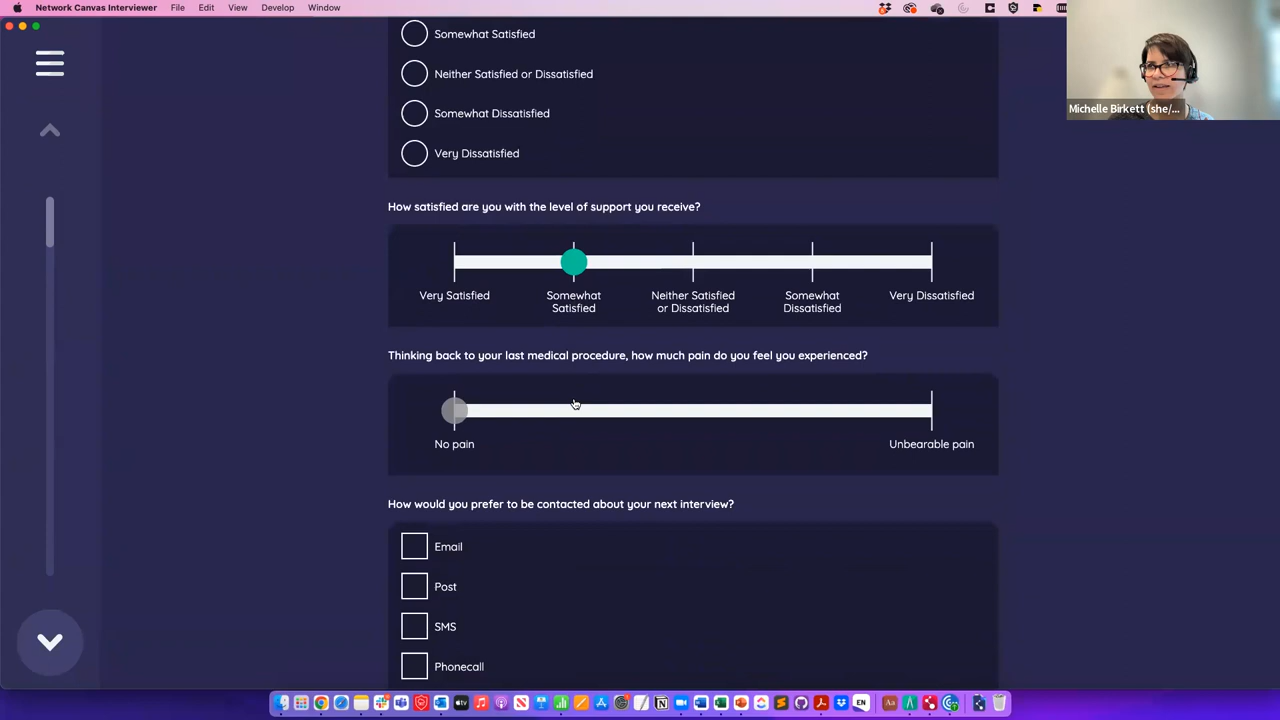 Network Canvas Interviewer File Edit View Develop Window
Somewhat Satisfied
Neither Satisfied or Dissatisfied
Somewhat Dissatisfied
Very Dissatisfied
Michelle Birkett (she/...
How satisfied are you with the level of support you receive?
Very Satisfied
Somewhat
Satisfied
Neither Satisfied
or Dissatisfied
Somewhat
Dissatisfied
Very Dissatisfied
Thinking back to your last medical procedure, how much pain do you feel you experienced?
No pain
Unbearable pain
How would you prefer to be contacted about your next interview?
Email
Post
SMS
Phonecall
tv
EN
Aa